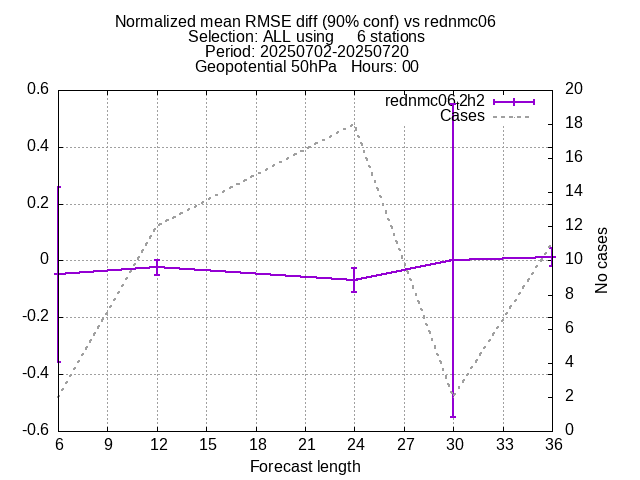 Normalized mean RMSE diff (90% conf) vs rednmc06
Selection: ALL using     6 stations
Period: 20250702-20250720
Geopotential 50hPa   Hours: 00
rednmc06,2h2
Cases
0.6
0.4
0.2
0
-0.2
-0.4
-0.6
20
18
16
14
12
10
8
6
4
2
0
No cases
6 9 12 15 18 21 24 27 30 33 36
Forecast length